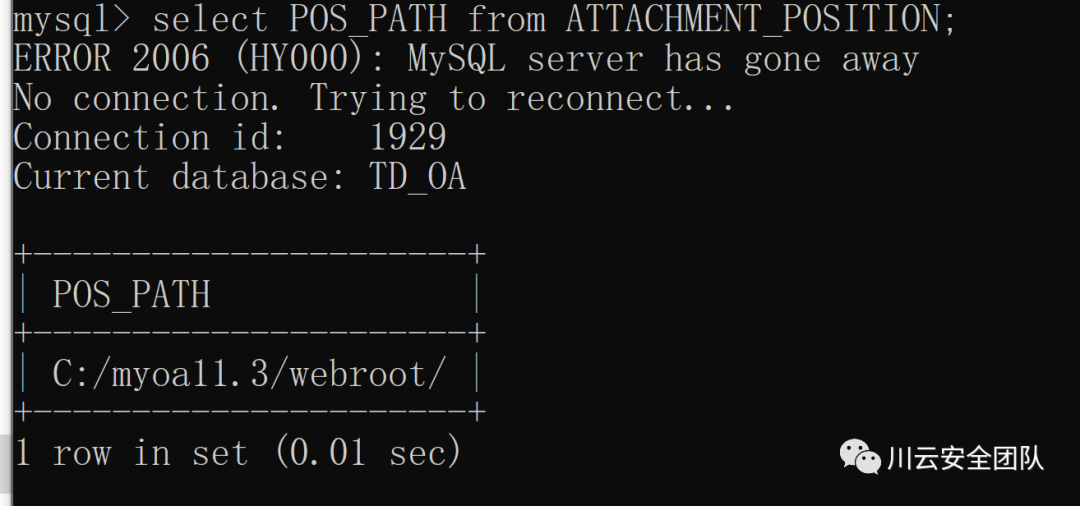 mysql> select POS_PATH from ATTACHMENT_POSITION;
ERROR 2006 (HY000): MySQL server has gone away
No connection. Trying to reconnect...
Connection id:    1929
Current database: TD_OA
+----------------------+
| POS_PATH             |
+----------------------+
| C:/myoa11.3/webroot/ |
+----------------------+
1 row in set (0.01 sec)
川云安全团队